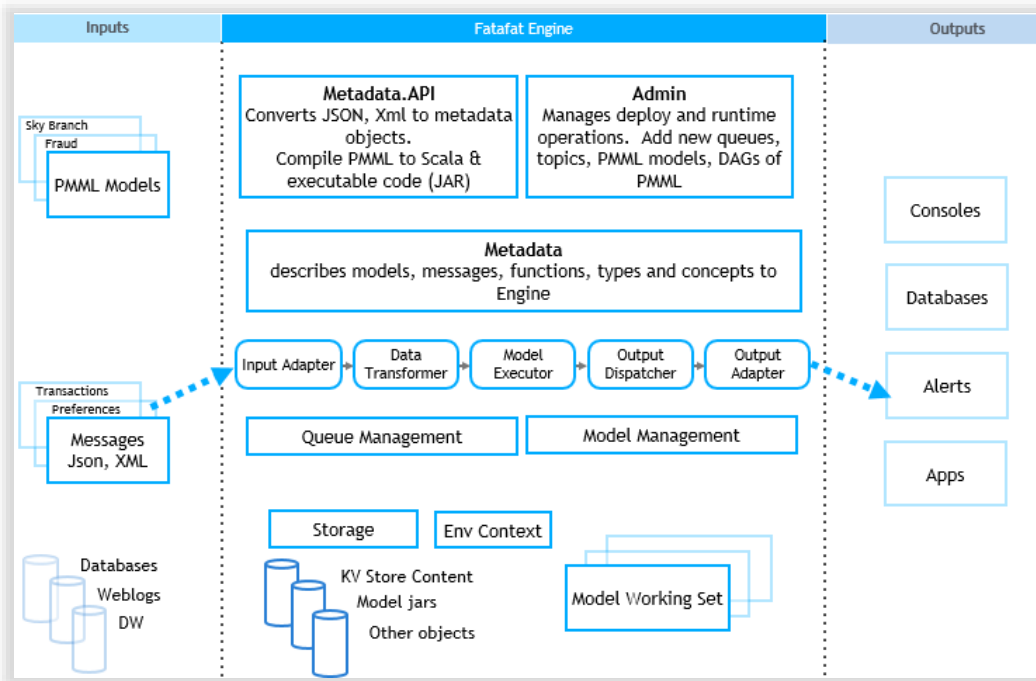 Inputs
Fatafat Engine
Outputs
Sky Branch
Fraud
PMML Models
Metadata.API
Converts JSON, Xml to metadata
objects.
Compile PMML to Scala &
executable code (JAR)
Admin
Manages deploy and runtime
operations. Add new queues,
topics, PMML models, DAGs of
PMML
Metadata
describes models, messages, functions, types and concepts to
Engine
Consoles
Databases
Alerts
Apps
Input Adapter
Data
Transformer
Model
Executor
Output
Dispatcher
Output
Adapter
Transactions
Preferences
Messages
Json, XML
Queue Management
Model Management
Storage
Env Context
Databases
Weblogs
DW
KV Store Content
Model jars
Other objects
Model Working Set